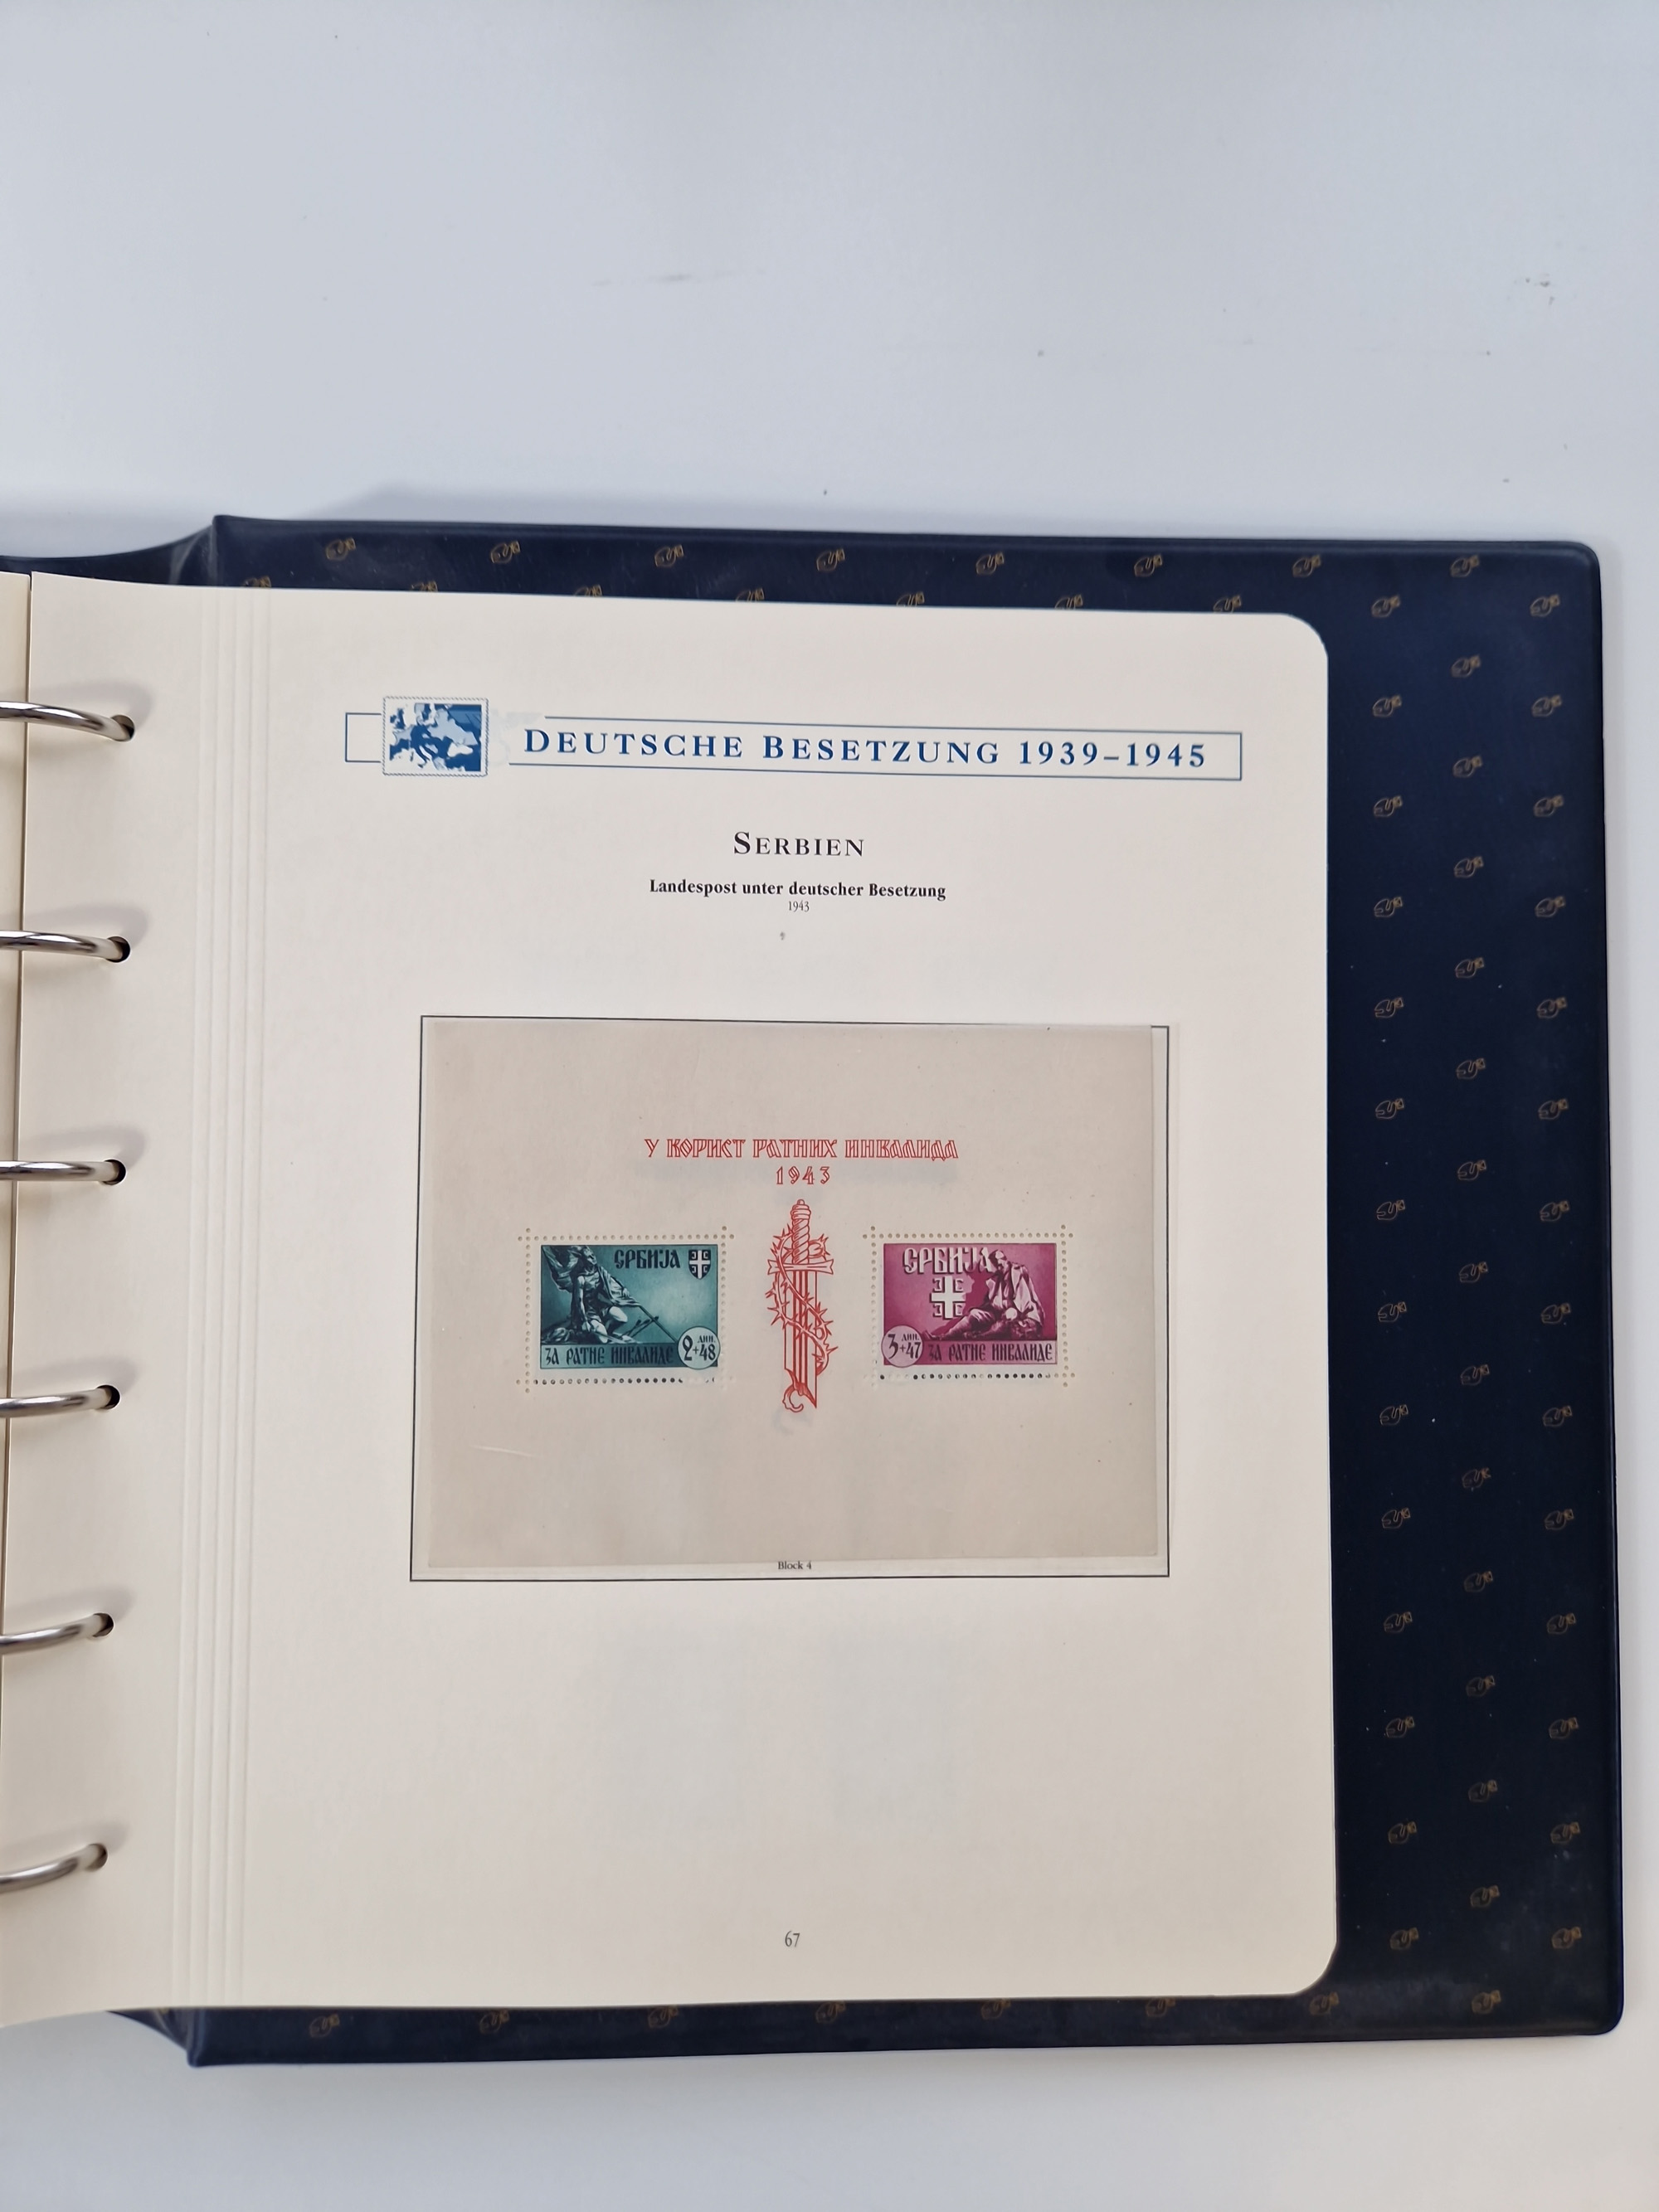 DEUTSCHE BESETZUNG 1939–1945
SERBIEN
Landespost unter deutscher Besetzung
1943
У КОРИСТ РАТНИХ ИНВАЛИДА
1943
СРБИЈА
ЗА РАТНЕ ИНВАЛИДЕ
ДИН.
2+48
СРБИЈА
ДИН.
3+47
ЗА РАТНЕ ИНВАЛИДЕ
Block 4
67